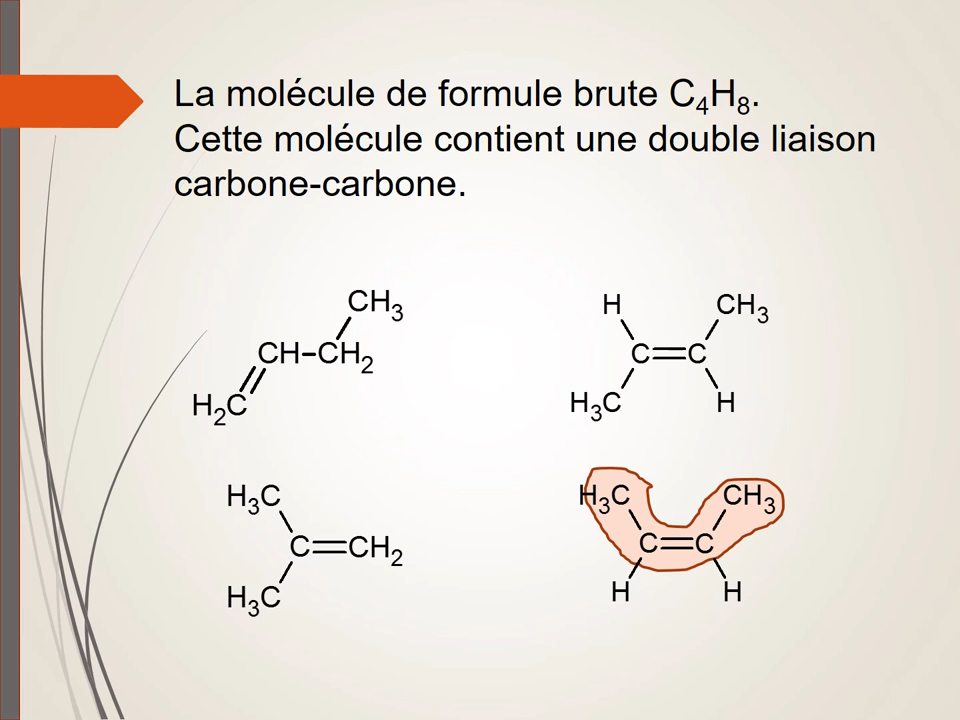 La molécule de formule brute C₄H₈.
Cette molécule contient une double liaison
carbone-carbone.
CH₃
CH–CH₂
H₂C
H CH₃
C=C
H₃C H
H₃C
C=CH₂
H₃C
H₃C CH₃
C=C
H H